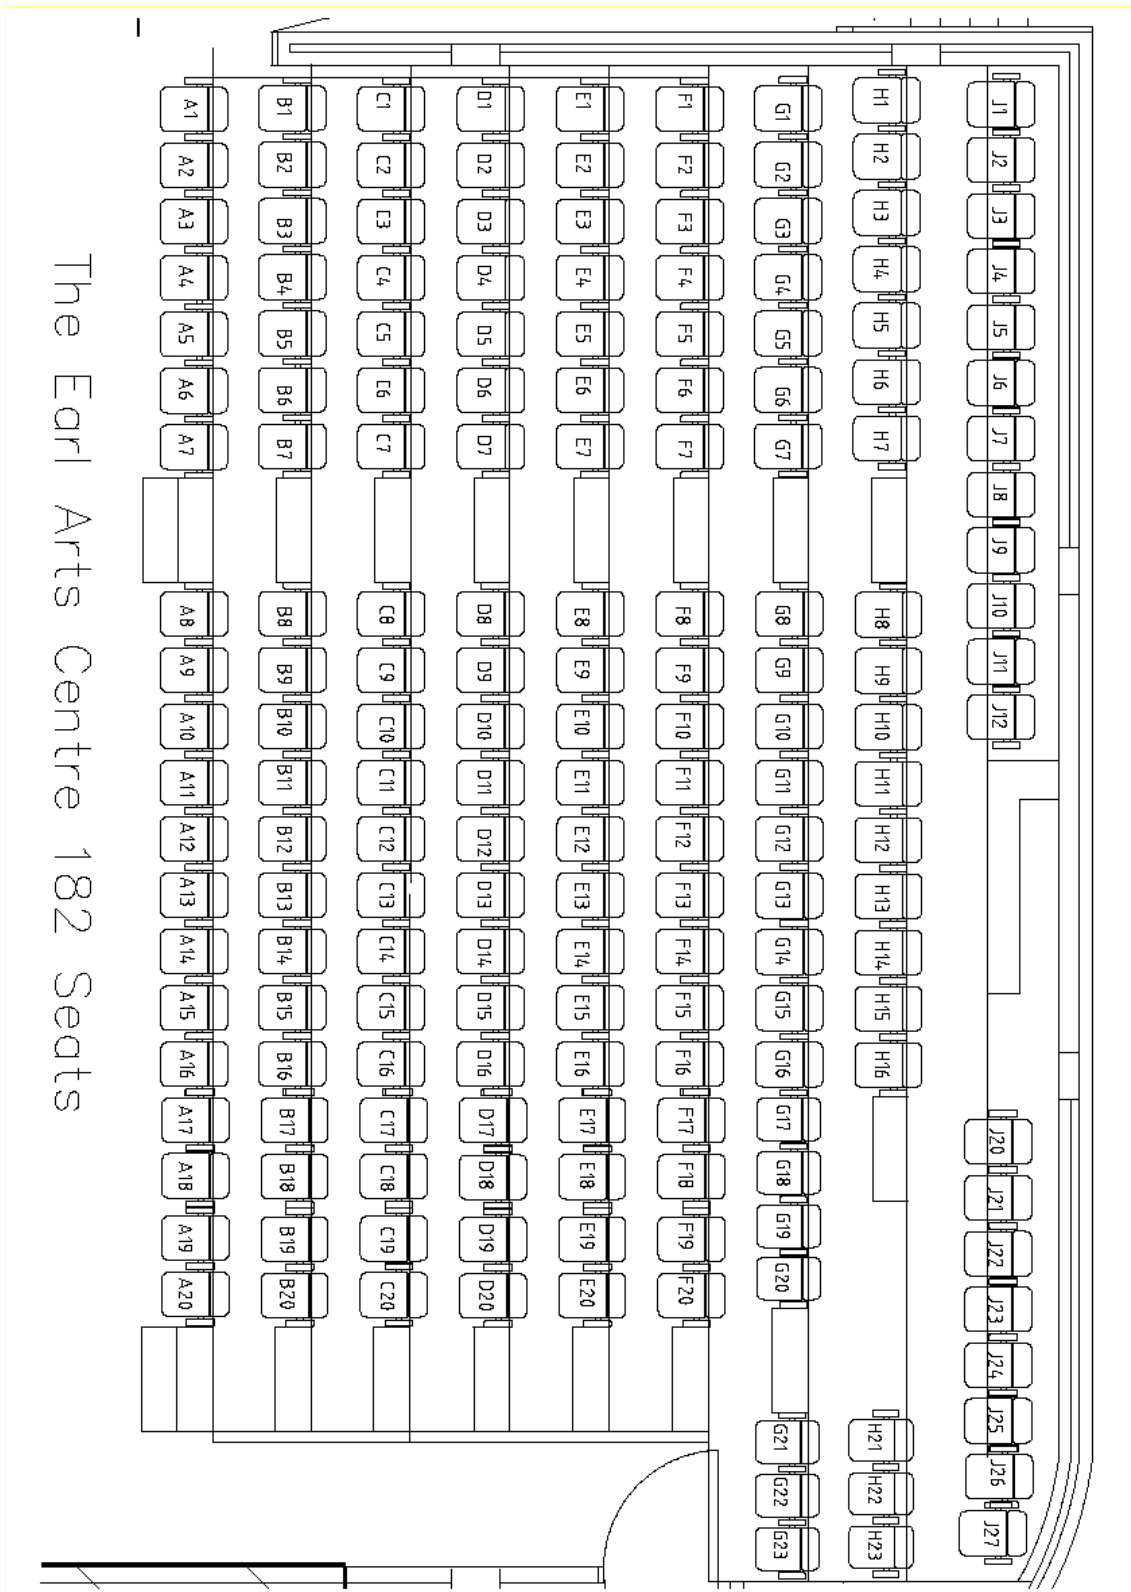 J1 J2 J3 J4 J5 J6 J7 J8 J9 J10 J11 J12 J20 J21 J22 J23 J24 J25 J26 J27
H1 H2 H3 H4 H5 H6 H7 H8 H9 H10 H11 H12 H13 H14 H15 H16 H21 H22 H23
G1 G2 G3 G4 G5 G6 G7 G8 G9 G10 G11 G12 G13 G14 G15 G16 G17 G18 G19 G20 G21 G22 G23
F1 F2 F3 F4 F5 F6 F7 F8 F9 F10 F11 F12 F13 F14 F15 F16 F17 F18 F19 F20
E1 E2 E3 E4 E5 E6 E7 E8 E9 E10 E11 E12 E13 E14 E15 E16 E17 E18 E19 E20
D1 D2 D3 D4 D5 D6 D7 D8 D9 D10 D11 D12 D13 D14 D15 D16 D17 D18 D19 D20
C1 C2 C3 C4 C5 C6 C7 C8 C9 C10 C11 C12 C13 C14 C15 C16 C17 C18 C19 C20
B1 B2 B3 B4 B5 B6 B7 B8 B9 B10 B11 B12 B13 B14 B15 B16 B17 B18 B19 B20
A1 A2 A3 A4 A5 A6 A7 A8 A9 A10 A11 A12 A13 A14 A15 A16 A17 A18 A19 A20
The Earl Arts Centre 182 Seats